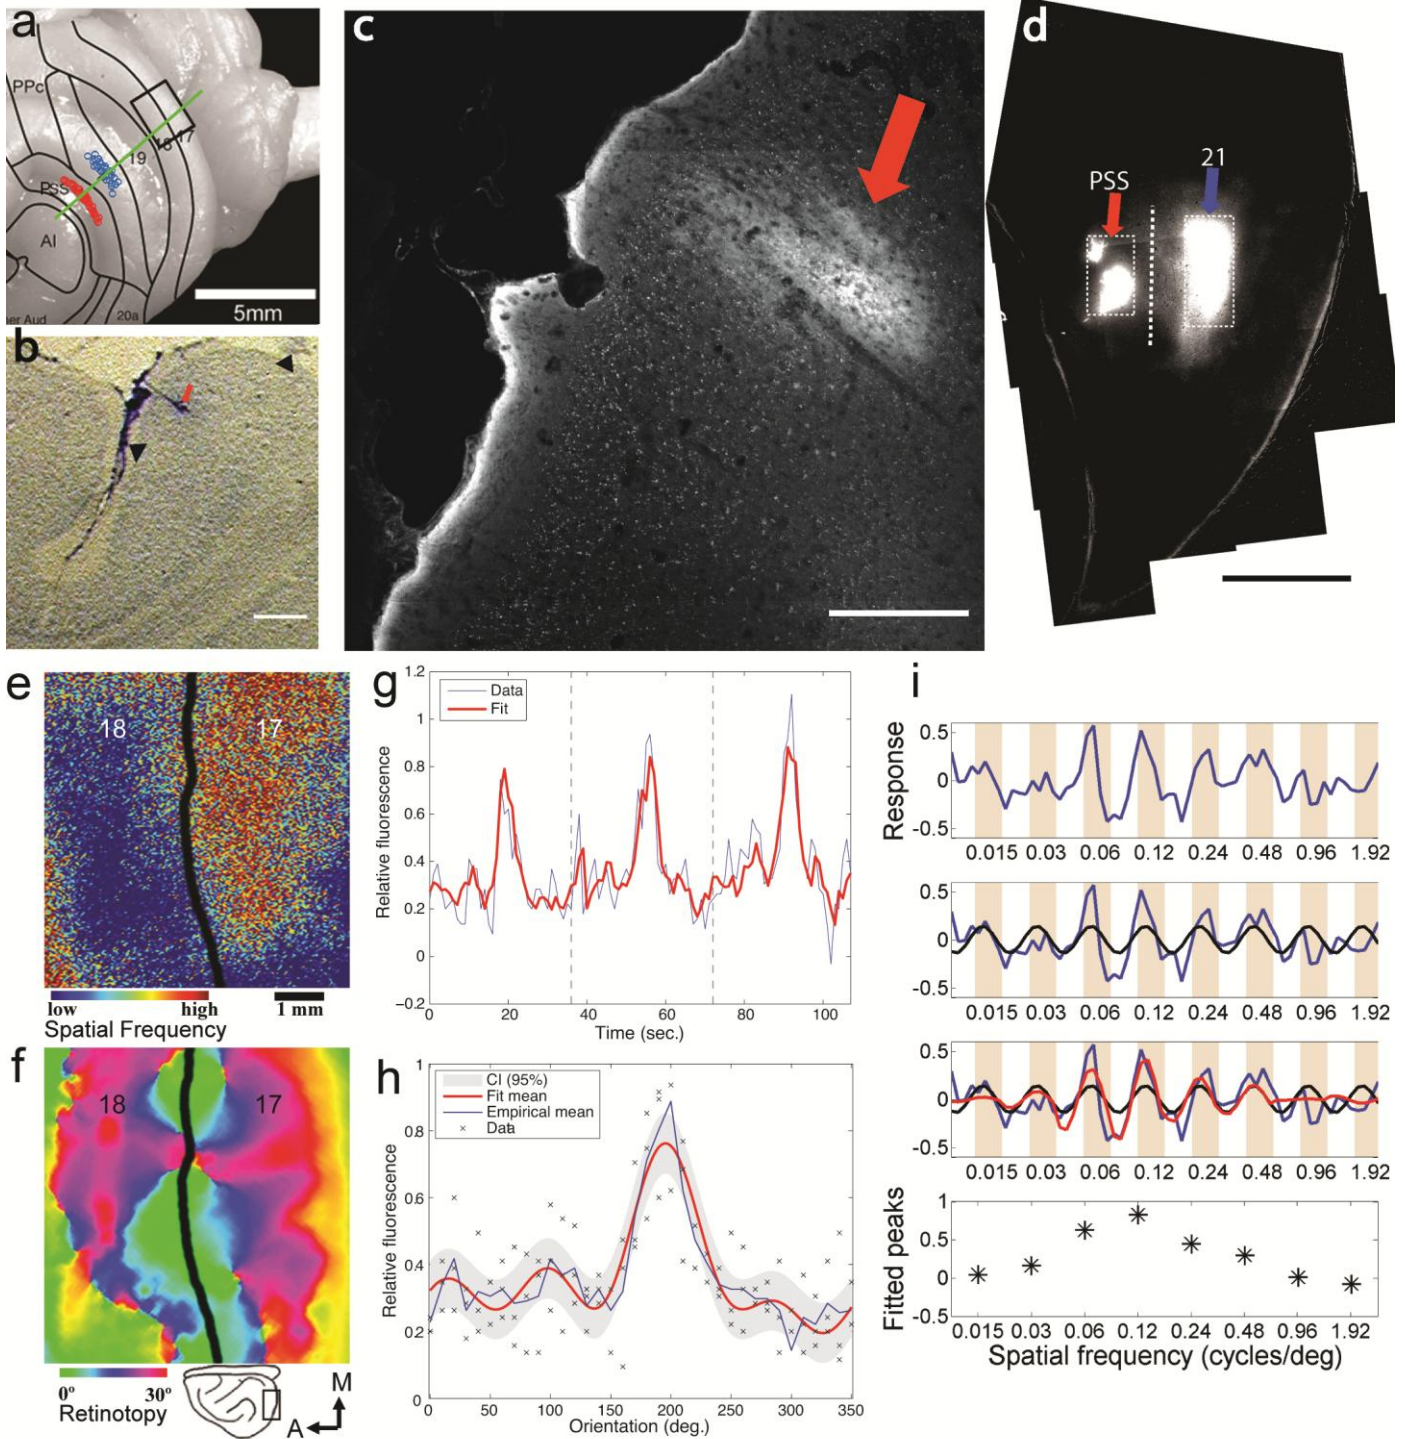 a
PPc
19
18
17
PSS
AI
er Aud
20a
5mm
b
c
d
PSS
21
e
18
17
low
high
1 mm
Spatial Frequency
f
18
17
0º
30º
Retinotopy
M
A
g
Data
Fit
1.2
1
0.8
0.6
0.4
0.2
0
−0.2
Relative fluorescence
0
20
40
60
80
100
Time (sec.)
h
CI (95%)
Fit mean
Empirical mean
Data
1
0.8
0.6
0.4
0.2
0
Relative fluorescence
0
50
100
150
200
250
300
350
Orientation (deg.)
i
Response
0.5
0
-0.5
0.015 0.03 0.06 0.12 0.24 0.48 0.96 1.92
0.5
0
-0.5
0.015 0.03 0.06 0.12 0.24 0.48 0.96 1.92
0.5
0
-0.5
0.015 0.03 0.06 0.12 0.24 0.48 0.96 1.92
Fitted peaks
1
0.5
0
-0.5
0.015 0.03 0.06 0.12 0.24 0.48 0.96 1.92
Spatial frequency (cycles/deg)